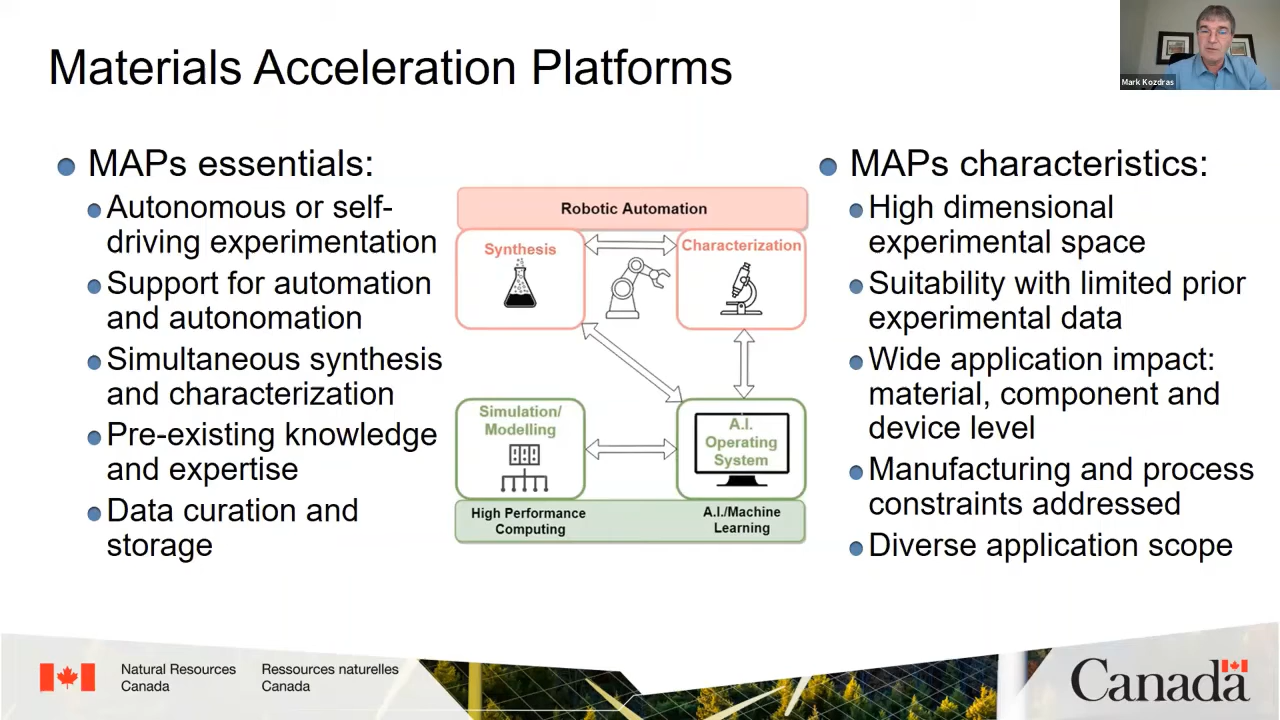 Materials Acceleration Platforms
Mark Kozdras
MAPs essentials:
Autonomous or self-
driving experimentation
Support for automation
and autonomation
Simultaneous synthesis
and characterization
Pre-existing knowledge
and expertise
Data curation and
storage
Robotic Automation
Synthesis
Characterization
Simulation/
Modelling
A.I.
Operating
System
High Performance
Computing
A.I./Machine
Learning
MAPs characteristics:
High dimensional
experimental space
Suitability with limited prior
experimental data
Wide application impact:
material, component and
device level
Manufacturing and process
constraints addressed
Diverse application scope
Natural Resources
Canada
Ressources naturelles
Canada
Canada